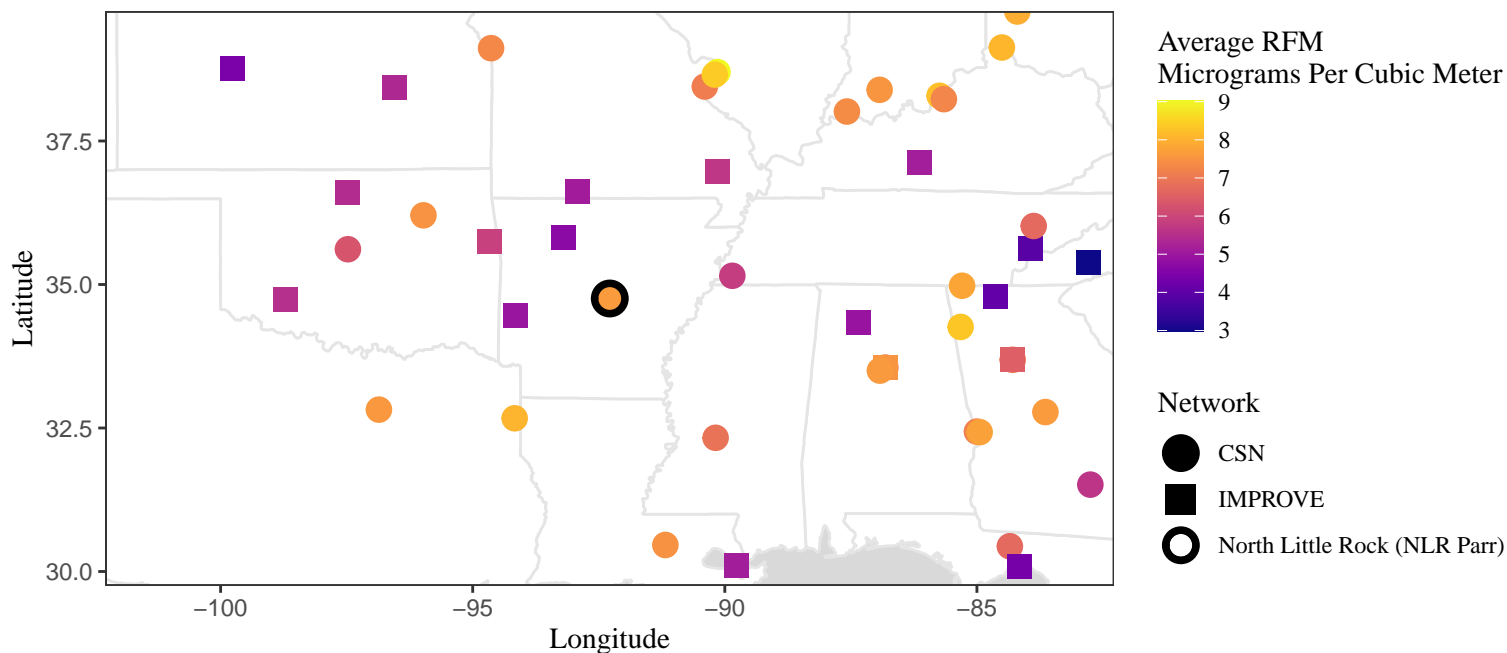 37.5
35.0
32.5
30.0
Latitude
−100
−95
−90
−85
Longitude
Average RFM
Micrograms Per Cubic Meter
9
8
7
6
5
4
3
Network
CSN
IMPROVE
North Little Rock (NLR Parr)